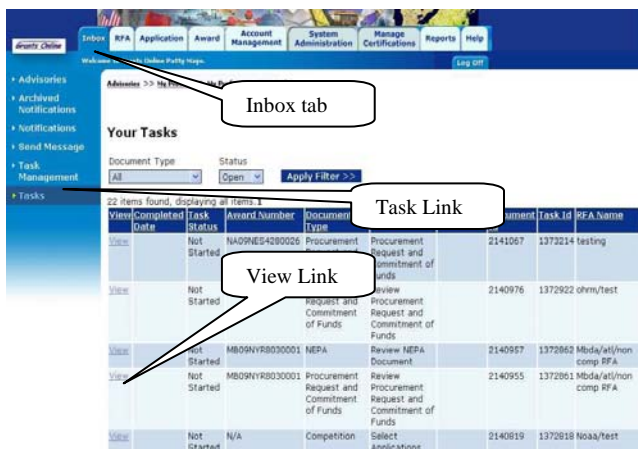 Grants Online
Inbox RFA Application Award Account Management System Administration Manage Certifications Reports Help
Log Off
Advisories >>
Advisories
Archived Notifications
Notifications
Send Message
Task Management
Tasks
Inbox tab
Your Tasks
Document Type Status
All Open Apply Filter >>
22 items found, displaying all items.1
Task Link
View Completed Date Task Status Award Number Document Type Task Id RFA Name
View Not Started NA09NES4280026 Procurement Procurement Request and Commitment of Funds 2141067 1373214 testing
View Link
View Not Started Request and Commitment of Funds Review Procurement Request and Commitment of Funds 2140976 1372922 ohrm/test
View Not Started MB09NYR8030001 NEPA Review NEPA Document 2140957 1372862 Mbda/atl/non comp RFA
View Not Started MB09NYR8030001 Procurement Request and Commitment of Funds Review Procurement Request and Commitment of Funds 2140955 1372861 Mbda/atl/non comp RFA
View Not Started N/A Competition Select Applications 2140819 1372818 Noaa/test